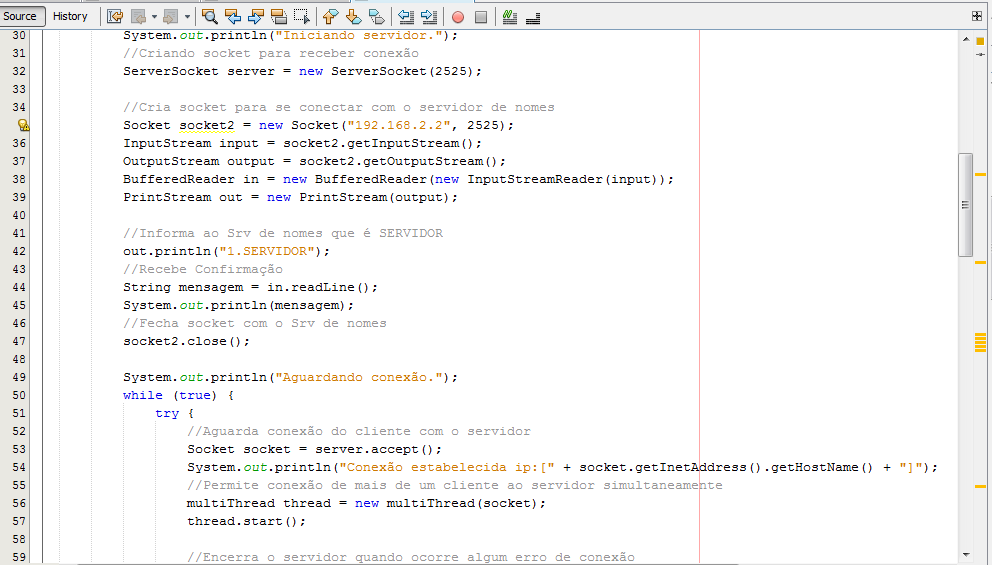 Source History
30 System.out.println("Iniciando servidor.");
31 //Criando socket para receber conexão
32 ServerSocket server = new ServerSocket(2525);
33
34 //Cria socket para se conectar com o servidor de nomes
Socket socket2 = new Socket("192.168.2.2", 2525);
36 InputStream input = socket2.getInputStream();
37 OutputStream output = socket2.getOutputStream();
38 BufferedReader in = new BufferedReader(new InputStreamReader(input));
39 PrintStream out = new PrintStream(output);
40
41 //Informa ao Srv de nomes que é SERVIDOR
42 out.println("1.SERVIDOR");
43 //Recebe Confirmação
44 String mensagem = in.readLine();
45 System.out.println(mensagem);
46 //Fecha socket com o Srv de nomes
47 socket2.close();
48
49 System.out.println("Aguardando conexão.");
50 while (true) {
51 try {
52 //Aguarda conexão do cliente com o servidor
53 Socket socket = server.accept();
54 System.out.println("Conexão estabelecida ip:[" + socket.getInetAddress().getHostName() + "]");
55 //Permite conexão de mais de um cliente ao servidor simultaneamente
56 multiThread thread = new multiThread(socket);
57 thread.start();
58
59 //Encerra o servidor quando ocorre algum erro de conexão